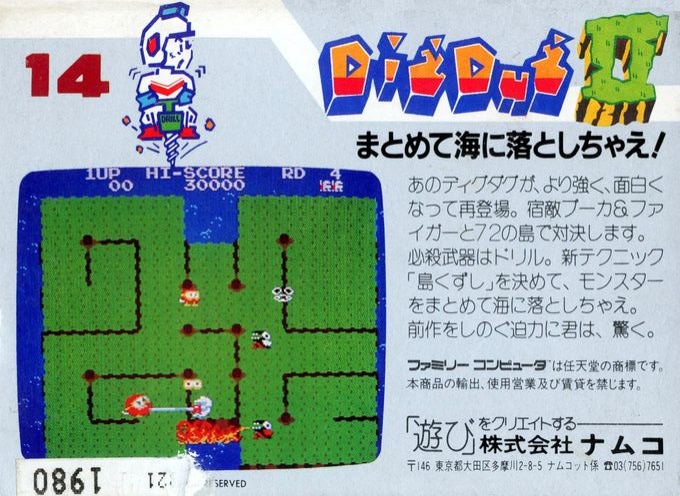 14
DRILL
Dig Dug II
まとめて海に落としちゃえ!
1UP HI-SCORE RD 4
00 30000
あのディグダグが、より強く、面白く
なって再登場。宿敵プーカ&ファ
イガーと72の島で対決します。
必殺武器はドリル。新テクニック
「島くずし」を決めて、モンスター
をまとめて海に落としちゃえ。
前作をしのぐ迫力に君は、驚く。
ファミリーコンピュータは任天堂の商標です。
本商品の輸出、使用営業及び賃貸を禁じます。
「遊び」をクリエイトする
株式会社 ナムコ
〒146 東京都大田区多摩川2-8-5 ナムコット係 ☎03(756)7651
1980
121
RESERVED